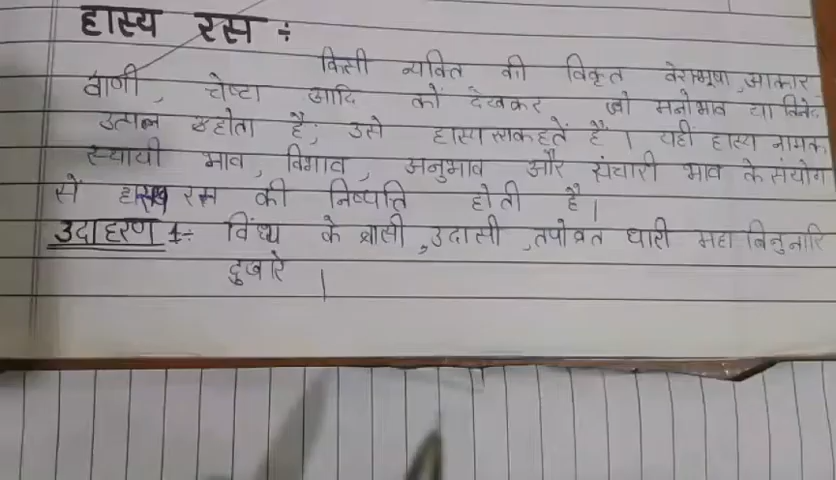 हास्य रस ÷
किसी व्यक्ति की विकृत वेशभूषा, आकार
वाणी, चेष्टा आदि को देखकर जो मनोभाव या विनोद
उत्पन्न होता है; उसे हास्य कहते हैं । यही हास्य नामक
स्थायी भाव, विभाव, अनुभाव और संचारी भाव के संयोग
से हास्य रस की निष्पति होती है।
उदाहरण 1÷ विंध्य के बासी, उदासी, तपोव्रत धारी महा बिनु नारि
दुखारे ।